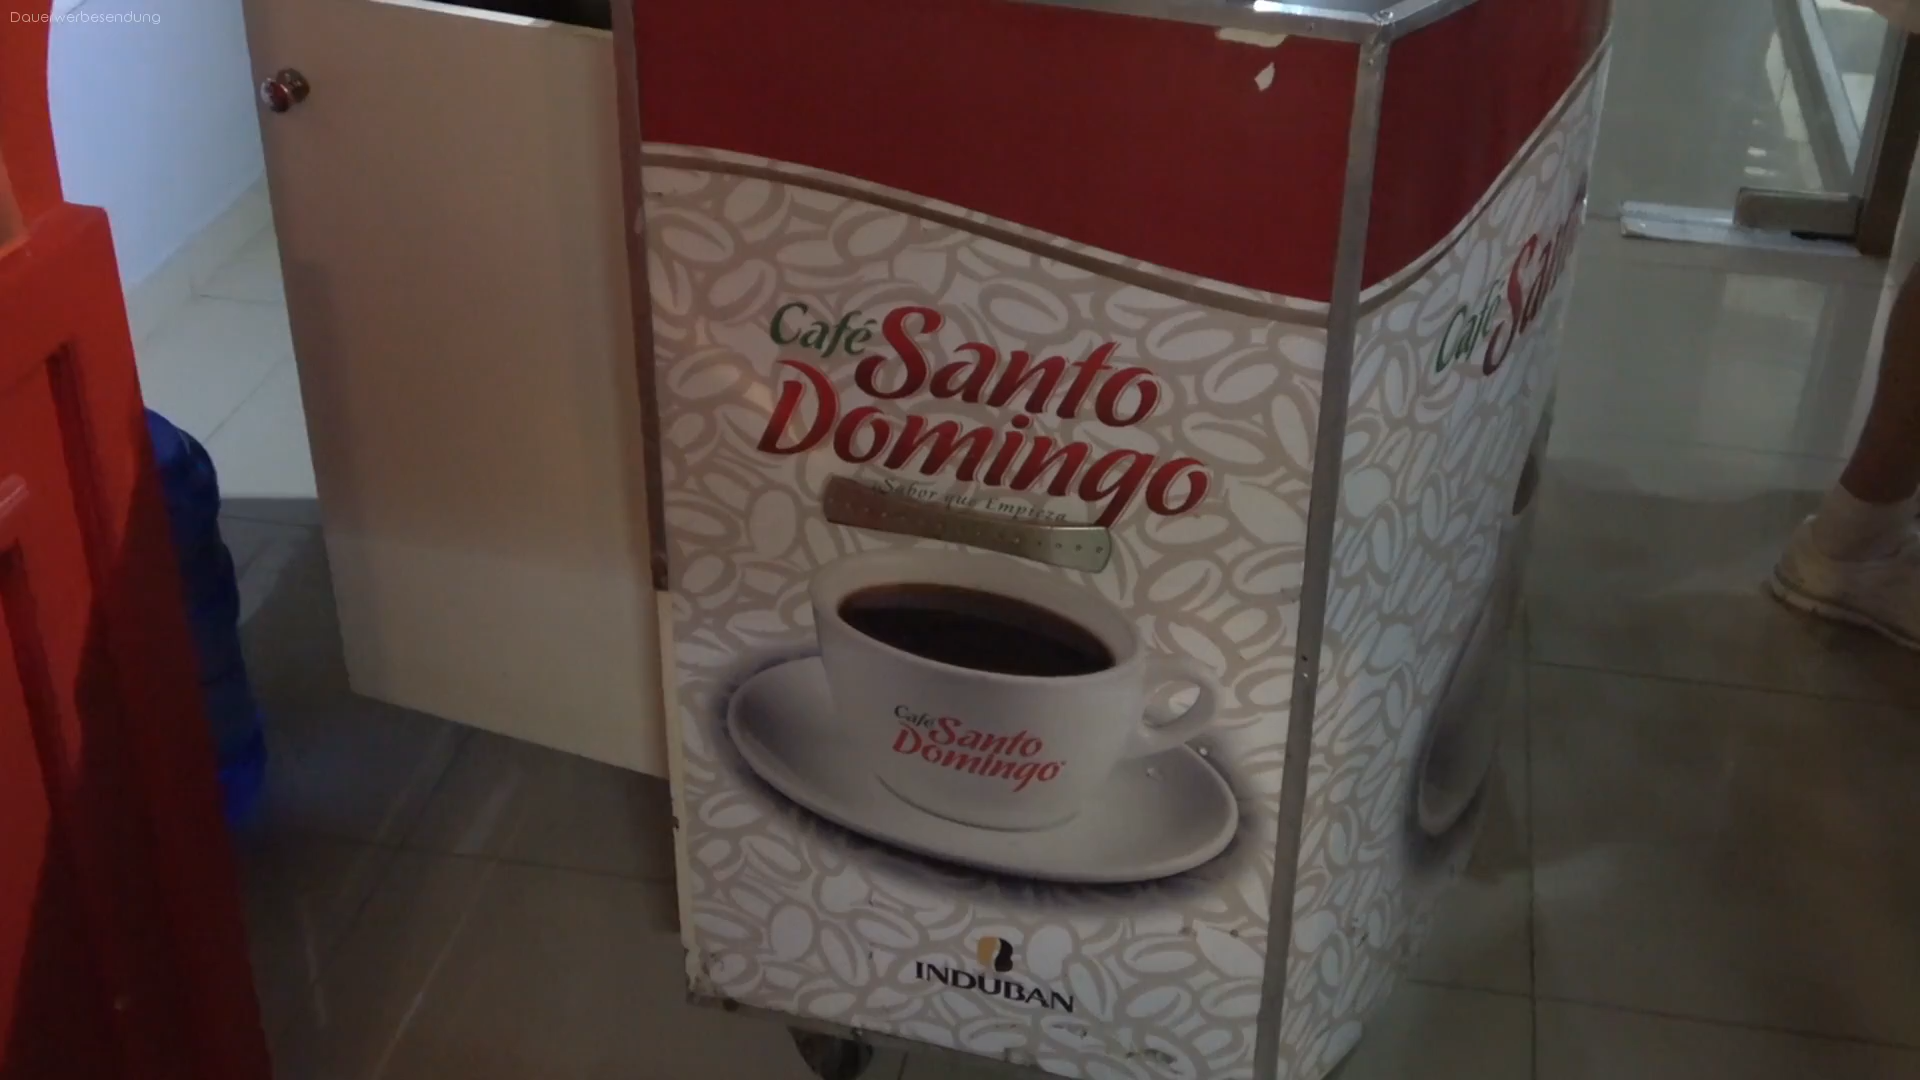 Dauerwerbesendung
Café Santo
Domingo
Sabor que Empieza
Café Santo
Domingo
INDUBAN
Café